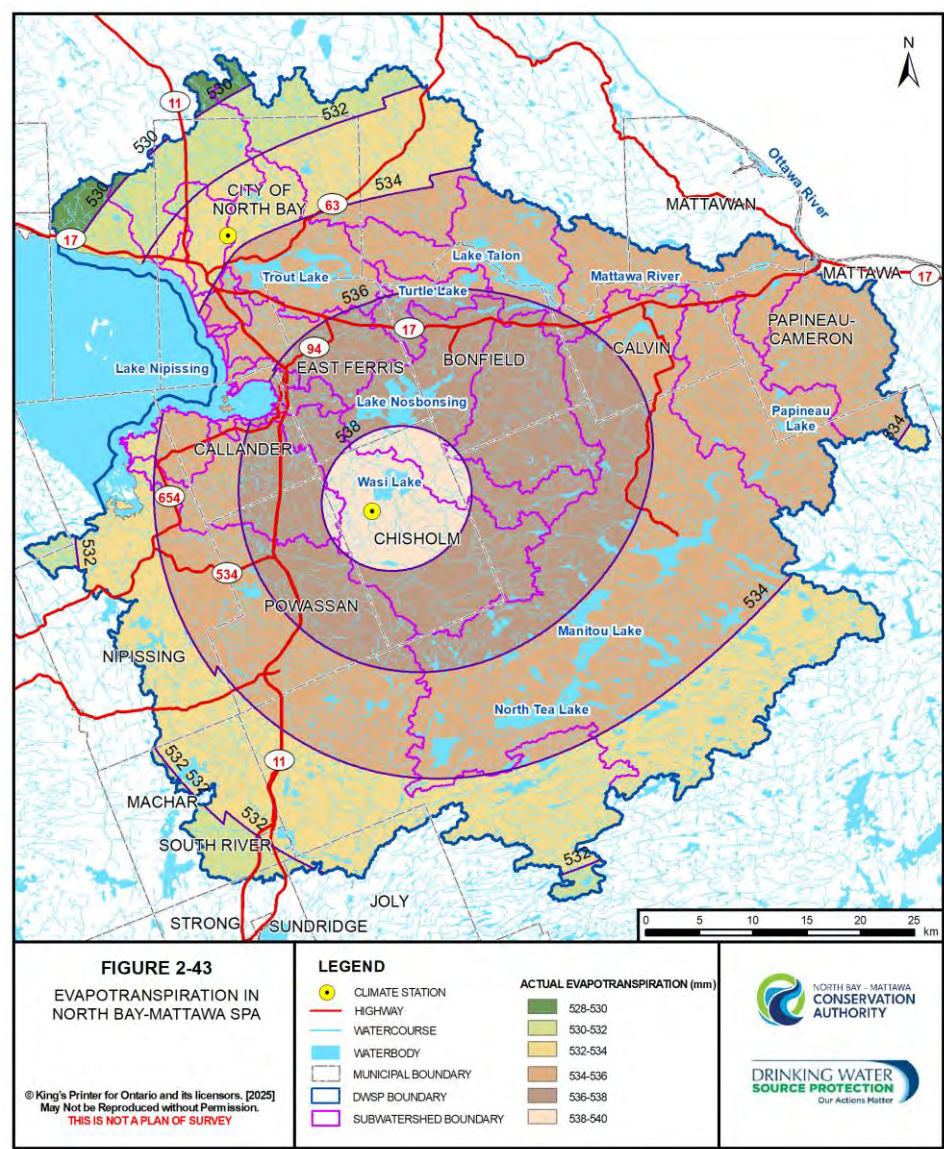 N
11
530
532
530
530
CITY OF
NORTH BAY
534
63
MATTAWAN
Ottawa River
17
Lake Talon
Trout Lake
Mattawa River
MATTAWA
17
536
Turtle Lake
17
PAPINEAU-
CAMERON
94
EAST FERRIS
BONFIELD
CALVIN
Lake Nipissing
Lake Nosbonsing
Papineau
Lake
534
538
CALLANDER
Wasi Lake
654
CHISHOLM
532
534
POWASSAN
534
Manitou Lake
NIPISSING
North Tea Lake
532
532
11
MACHAR
532
SOUTH RIVER
532
JOLY
STRONG
SUNDRIDGE
0 5 10 15 20 25
km
FIGURE 2-43
EVAPOTRANSPIRATION IN
NORTH BAY-MATTAWA SPA
© King's Printer for Ontario and its licensors. [2025]
May Not be Reproduced without Permission.
THIS IS NOT A PLAN OF SURVEY
LEGEND
CLIMATE STATION
HIGHWAY
WATERCOURSE
WATERBODY
MUNICIPAL BOUNDARY
DWSP BOUNDARY
SUBWATERSHED BOUNDARY
ACTUAL EVAPOTRANSPIRATION (mm)
528-530
530-532
532-534
534-536
536-538
538-540
NORTH BAY - MATTAWA
CONSERVATION
AUTHORITY
DRINKING WATER
SOURCE PROTECTION
Our Actions Matter